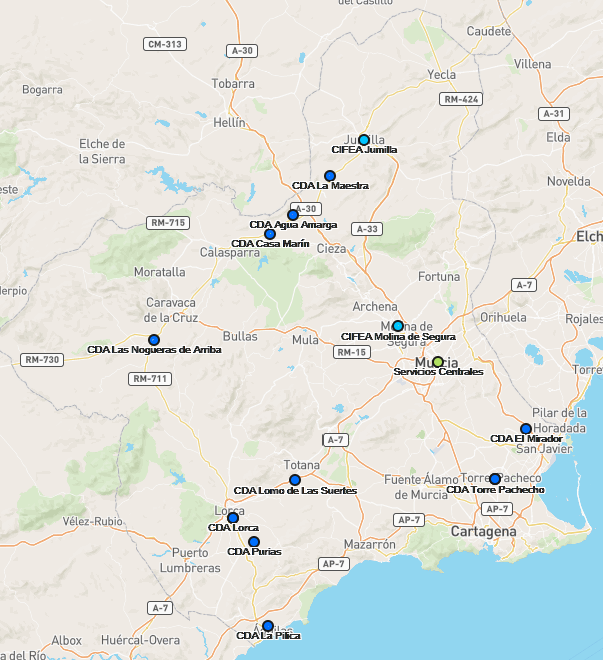 del Castillo
Caudete
CM-313
A-30
Villena
Yecla
Tobarra
Bogarra
RM-424
A-31
Hellín
Elda
Jumilla
Elche de
la Sierra
CIFEA Jumilla
CDA La Maestra
Novelda
este
RM-715
A-30
CDA Agua Amarga
A-33
Elch
CDA Casa Marín
Cieza
Calasparra
Moratalla
Fortuna
A-7
Herpio
Caravaca
de la Cruz
Archena
Orihuela
Rojales
Molina de
Segura
CIFEA Molina de Segura
Bullas
Mula
CDA Las Nogueras de Arriba
RM-15
RM-730
Murcia
Servicios Centrales
Torre
RM-711
Pilar de la
Horadada
A-7
CDA El Mirador
San Javier
Totana
Fuente Álamo
de Murcia
Torre Pacheco
CDA Lomo de Las Suertes
CDA Torre Pachecho
Lorca
AP-7
Vélez-Rubio
CDA Lorca
AP-7
Cartagena
Puerto
Lumbreras
CDA Purias
Mazarrón
AP-7
A-7
Águilas
CDA La Pilica
Albox
Huércal-Overa
a del Río